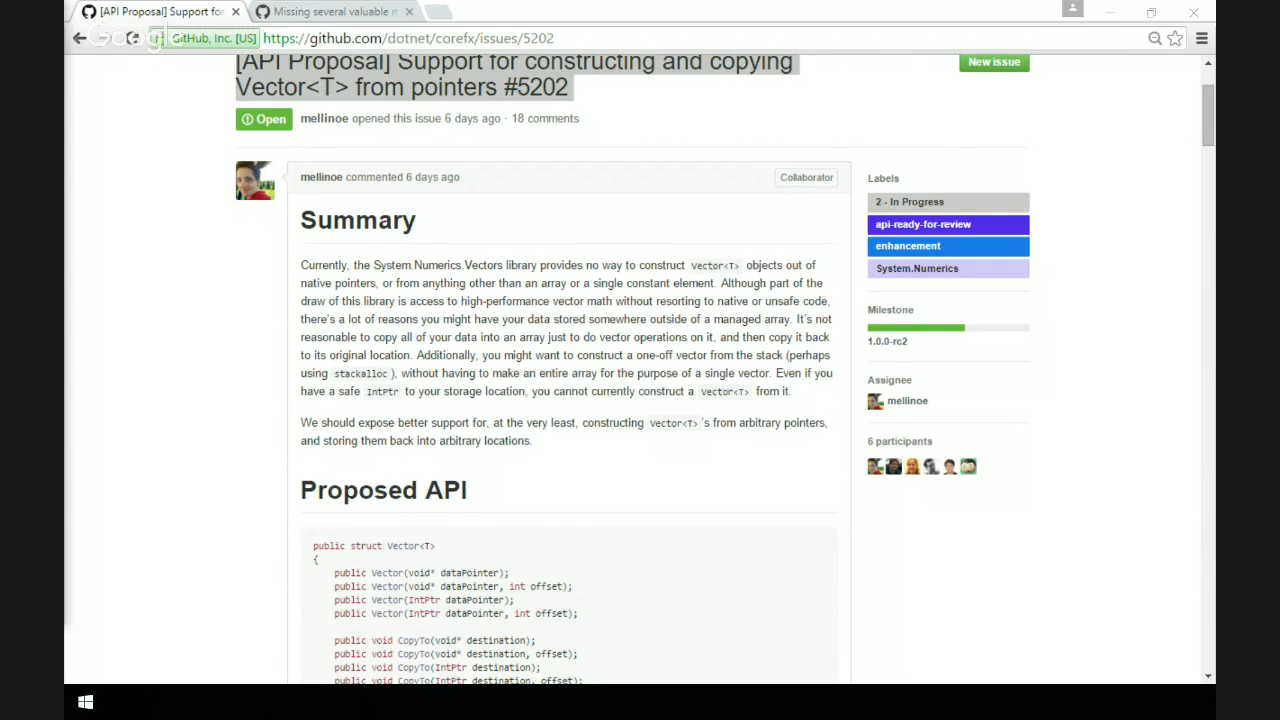 [API Proposal] Support for
Missing several valuable
Google
GitHub, Inc. [US] https://github.com/dotnet/corefx/issues/5202
[API Proposal] Support for constructing and copying
Vector<T> from pointers #5202
New issue
Open mellinoe opened this issue 6 days ago · 18 comments
mellinoe commented 6 days ago
Collaborator
Summary
Currently, the System.Numerics.Vectors library provides no way to construct Vector<T> objects out of
native pointers, or from anything other than an array or a single constant element. Although part of the
draw of this library is access to high-performance vector math without resorting to native or unsafe code,
there's a lot of reasons you might have your data stored somewhere outside of a managed array. It's not
reasonable to copy all of your data into an array just to do vector operations on it, and then copy it back
to its original location. Additionally, you might want to construct a one-off vector from the stack (perhaps
using stackalloc ), without having to make an entire array for the purpose of a single vector. Even if you
have a safe IntPtr to your storage location, you cannot currently construct a Vector<T> from it.
We should expose better support for, at the very least, constructing Vector<T> 's from arbitrary pointers,
and storing them back into arbitrary locations.
Proposed API
public struct Vector<T>
{
public Vector(void* dataPointer);
public Vector(void* dataPointer, int offset);
public Vector(IntPtr dataPointer);
public Vector(IntPtr dataPointer, int offset);
public void CopyTo(void* destination);
public void CopyTo(void* destination, offset);
public void CopyTo(IntPtr destination);
public void CopyTo(IntPtr destination, offset);
Labels
2 - In Progress
api-ready-for-review
enhancement
System.Numerics
Milestone
1.0.0-rc2
Assignee
mellinoe
6 participants